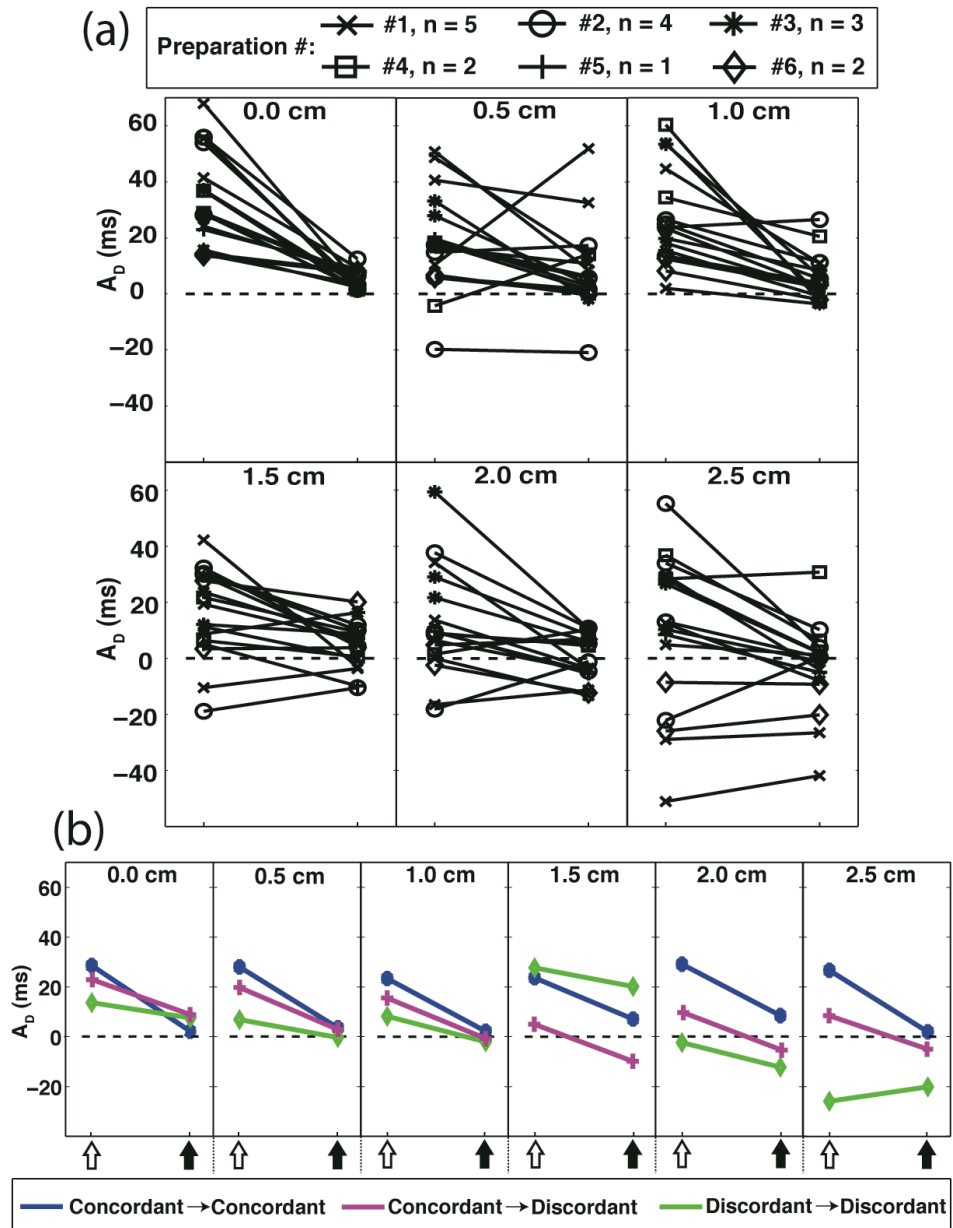 (a)
Preparation #: #1, n = 5 #2, n = 4 #3, n = 3
#4, n = 2 #5, n = 1 #6, n = 2
0.0 cm 0.5 cm 1.0 cm
60
40
20
0
−20
−40
A_D (ms)
1.5 cm 2.0 cm 2.5 cm
60
40
20
0
−20
−40
A_D (ms)
(b)
0.0 cm 0.5 cm 1.0 cm 1.5 cm 2.0 cm 2.5 cm
60
40
20
0
−20
A_D (ms)
Concordant→Concordant Concordant→Discordant Discordant→Discordant